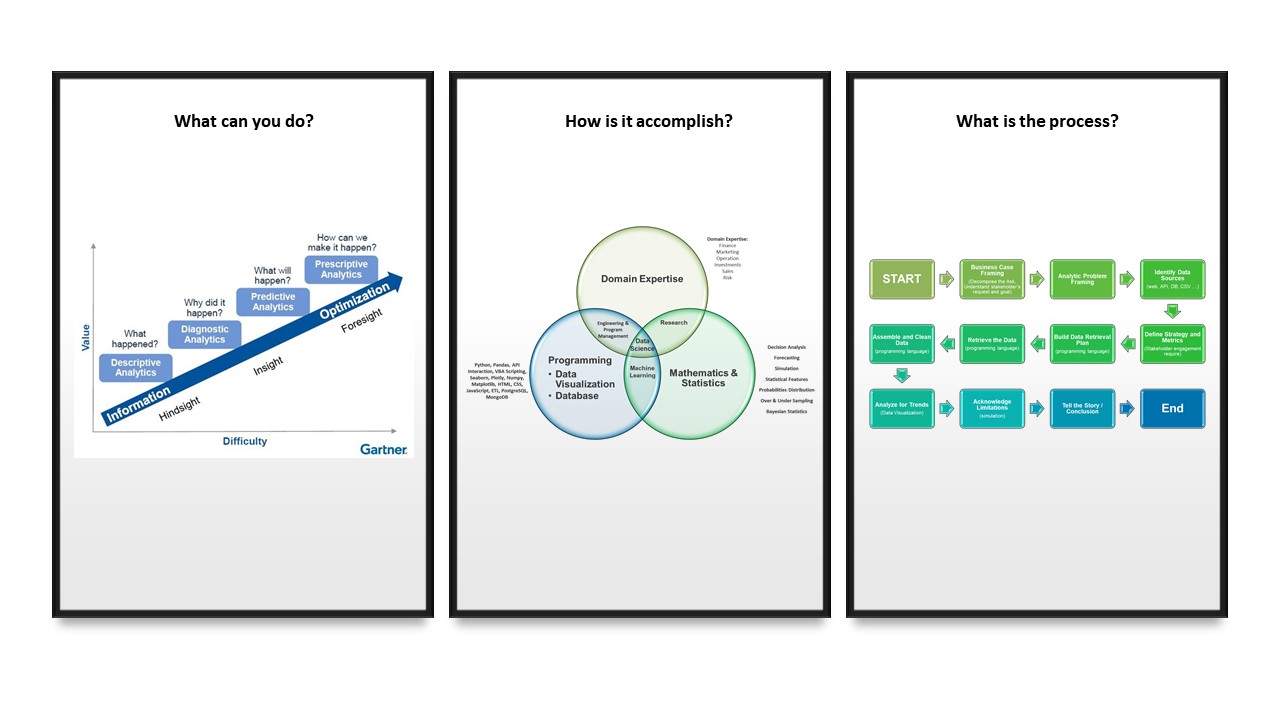 What can you do?
How can we
make it happen?
Prescriptive
Analytics
What will
happen?
Predictive
Analytics
Why did it
happen?
Diagnostic
Analytics
What
happened?
Descriptive
Analytics
Value
Information
Optimization
Hindsight
Insight
Foresight
Difficulty
Gartner
How is it accomplish?
Domain Expertise
Domain Expertise:
Finance
Marketing
Operation
Investments
Sales
Risk
Engineering &
Program
Management
Research
Data
Science
Machine
Learning
Programming
• Data
Visualization
• Database
Mathematics &
Statistics
Python, Pandas, API
Interaction, VBA Scripting,
Seaborn, Plotly, Numpy,
Matplotlib, HTML, CSS,
JavaScript, ETL, PostgreSQL,
MongoDB
Decision Analysis
Forecasting
Simulation
Statistical Features
Probabilities Distribution
Over & Under Sampling
Bayesian Statistics
What is the process?
START
Business Case
Framing
(Decompose the Ask,
Understand stakeholder's
request and goal)
Analytic Problem
Framing
Identify Data
Sources
(web, API, DB, CSV ...)
Define Strategy and
Metrics
(Stakeholder engagement
require)
Build Data Retrieval
Plan
(programming language)
Retrieve the Data
(programming language)
Assemble and Clean
Data
(programming language)
Analyze for Trends
(Data Visualization)
Acknowledge
Limitations
(simulation)
Tell the Story /
Conclusion
End